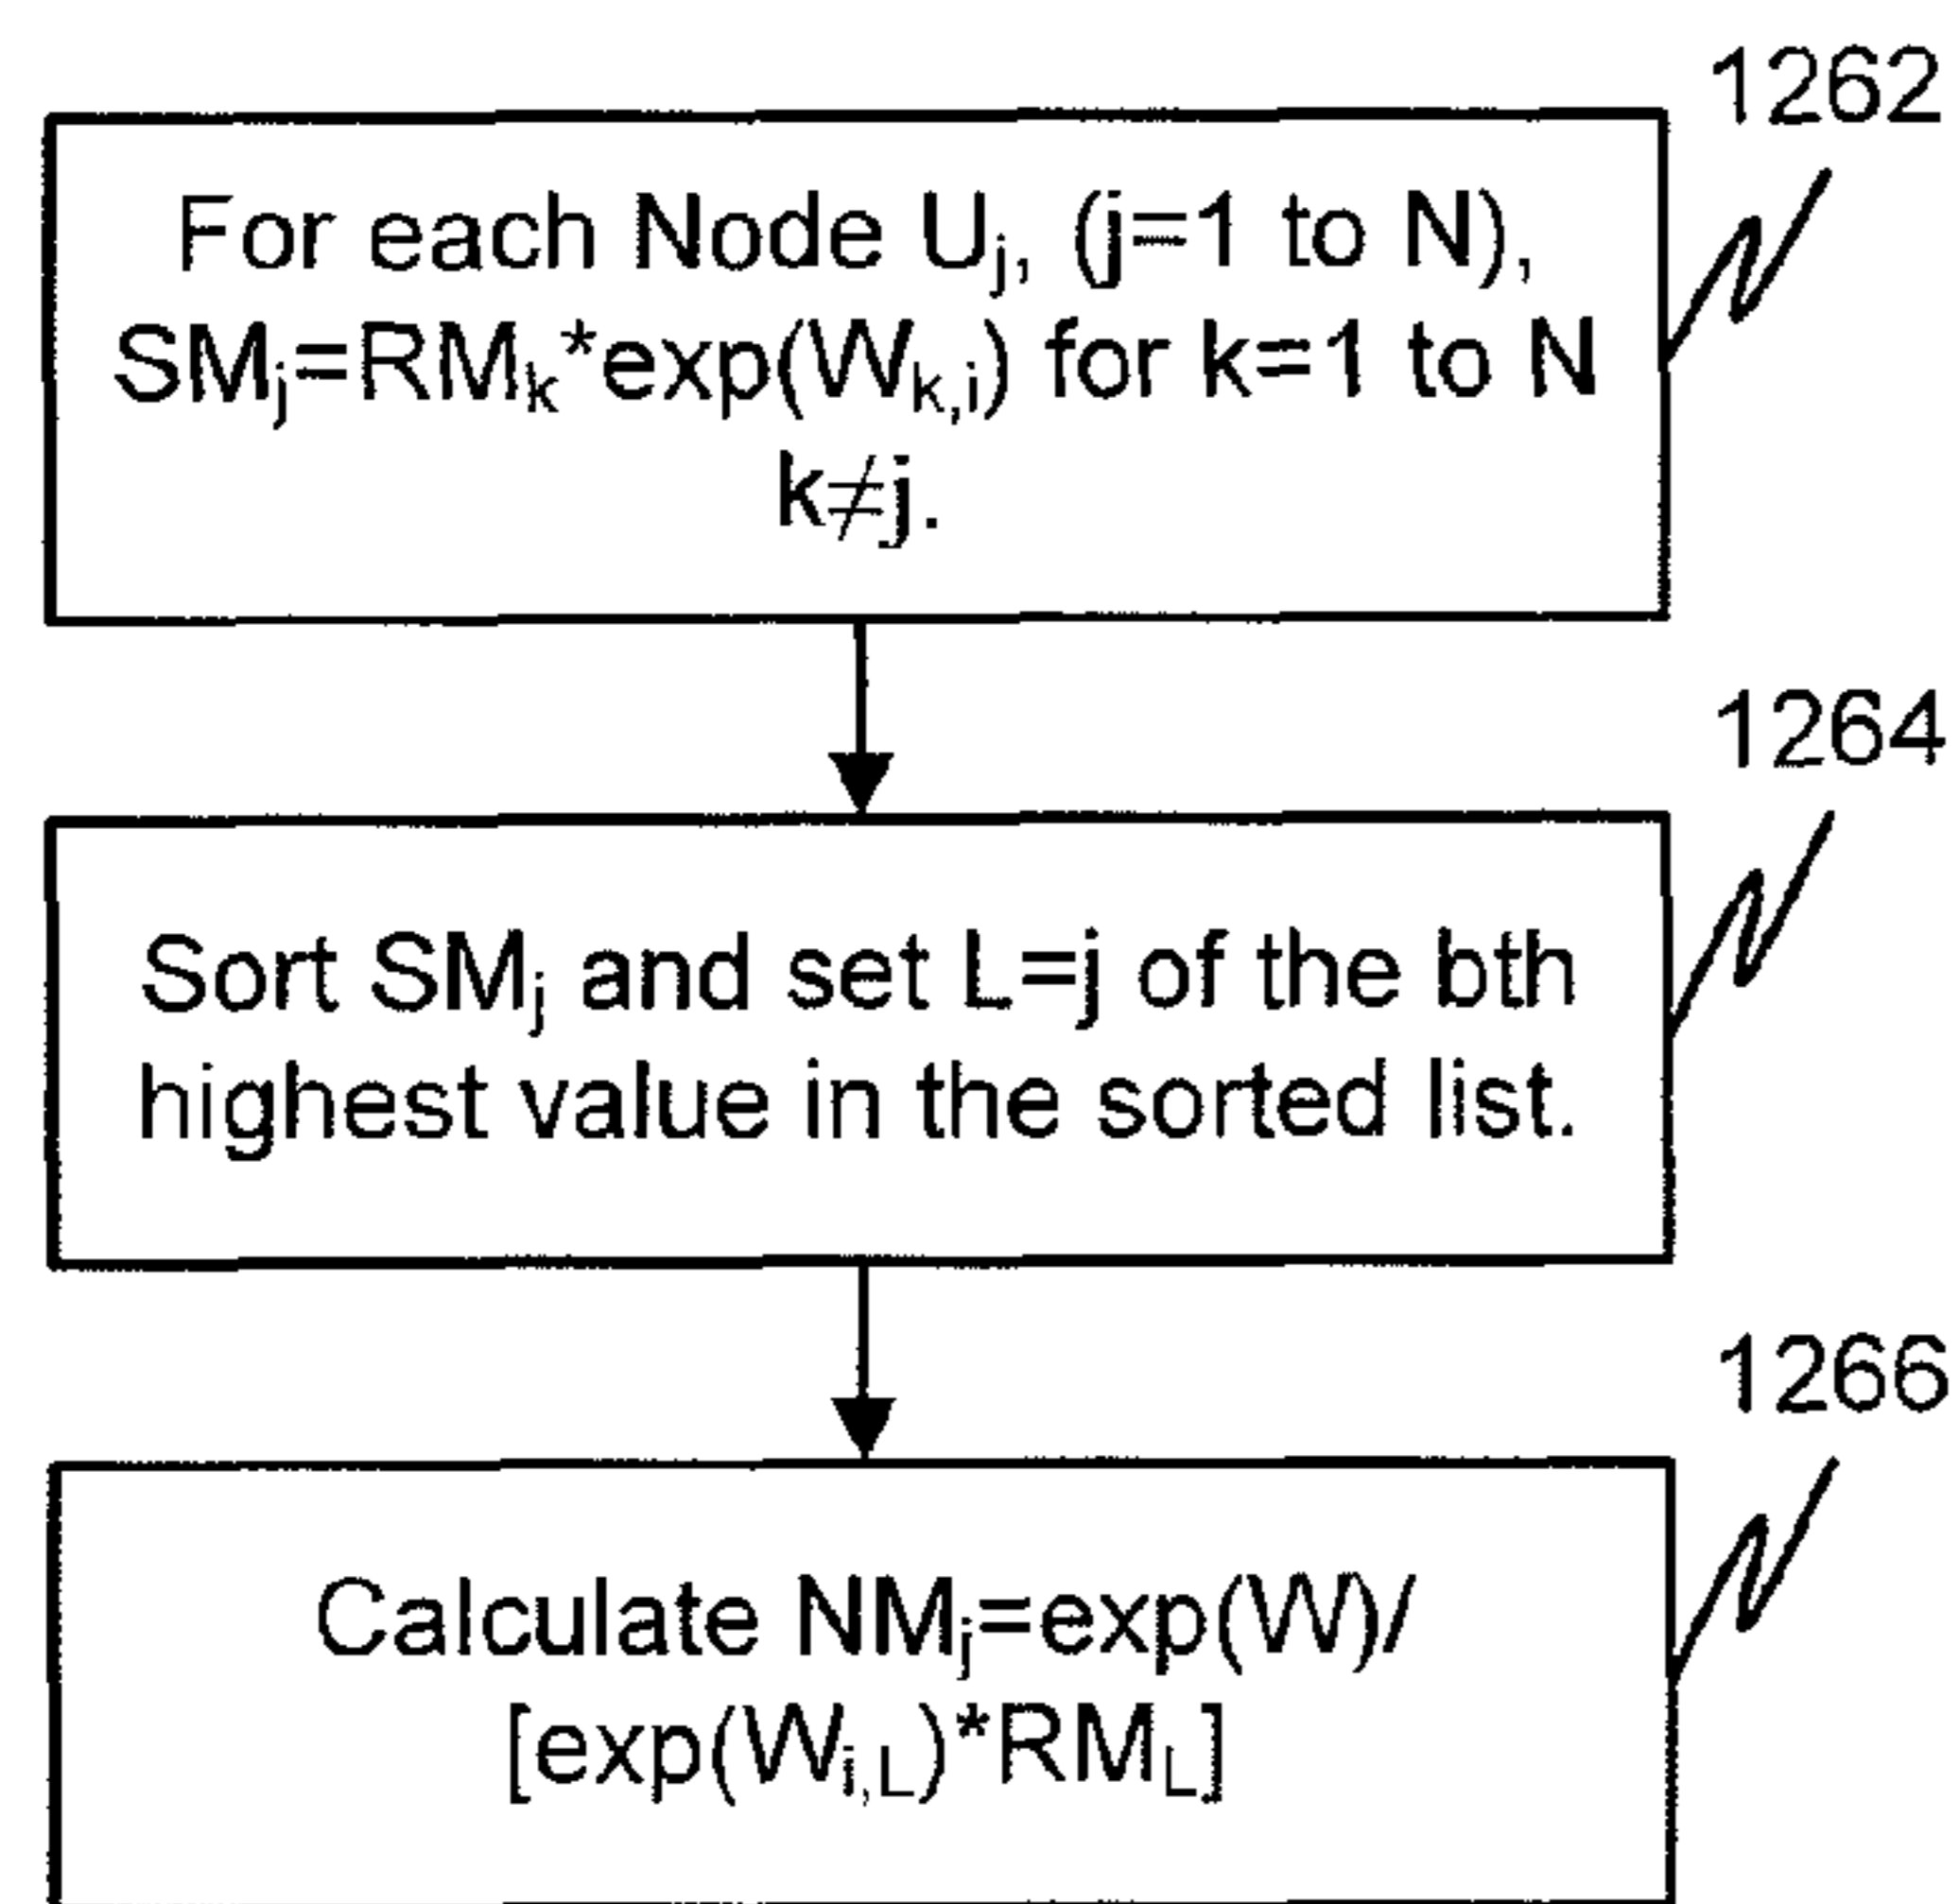 1262
For each Node Uj, (j=1 to N),
SMj=RMk*exp(Wk,i) for k=1 to N
k≠j.
1264
Sort SMj and set L=j of the bth
highest value in the sorted list.
1266
Calculate NMj=exp(W)/
[exp(Wi,L)*RML]